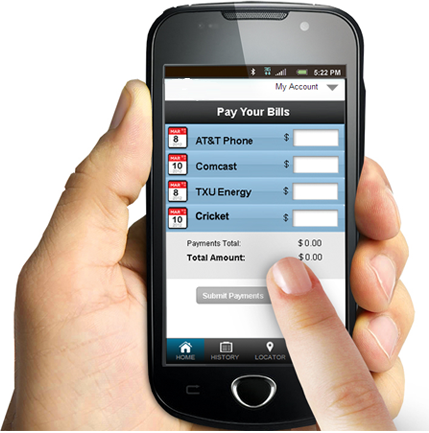 5:22 PM
My Account
Pay Your Bills
MAR
8
AT&T Phone $
MAR
10
Comcast $
MAR
8
TXU Energy $
MAR
10
Cricket $
Payments Total: $0.00
Total Amount: $0.00
Submit Payments
HOME HISTORY LOCATOR